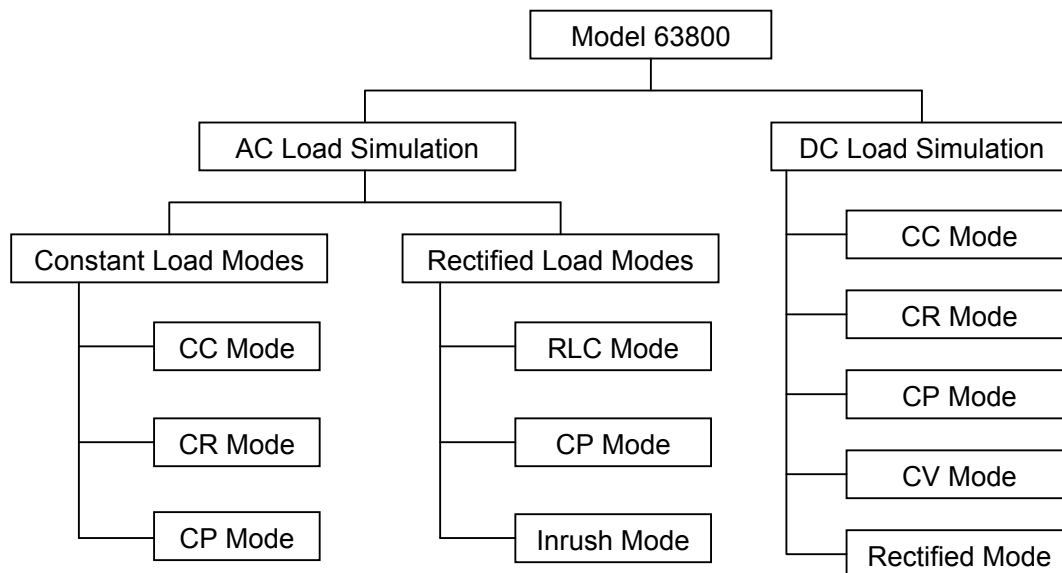 Model 63800
AC Load Simulation
DC Load Simulation
Constant Load Modes
Rectified Load Modes
CC Mode
CR Mode
CP Mode
RLC Mode
CP Mode
Inrush Mode
CC Mode
CR Mode
CP Mode
CV Mode
Rectified Mode